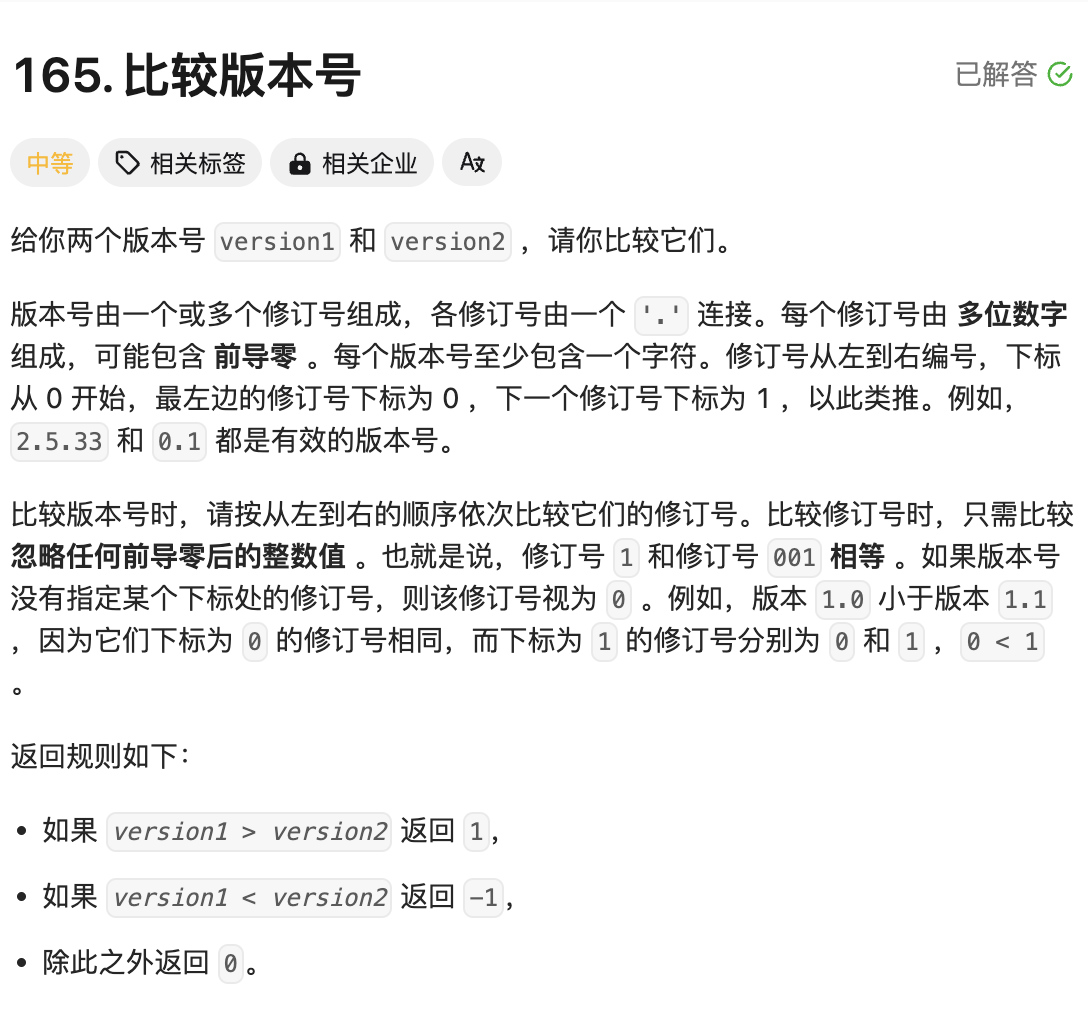 165. 比较版本号
已解答
中等
相关标签
相关企业
给你两个版本号 version1 和 version2 ，请你比较它们。
版本号由一个或多个修订号组成，各修订号由一个 '.' 连接。每个修订号由 多位数字
组成，可能包含 前导零 。每个版本号至少包含一个字符。修订号从左到右编号，下标
从 0 开始，最左边的修订号下标为 0 ，下一个修订号下标为 1 ，以此类推。例如，
2.5.33 和 0.1 都是有效的版本号。
比较版本号时，请按从左到右的顺序依次比较它们的修订号。比较修订号时，只需比较
忽略任何前导零后的整数值 。也就是说，修订号 1 和修订号 001 相等 。如果版本号
没有指定某个下标处的修订号，则该修订号视为 0 。例如，版本 1.0 小于版本 1.1
，因为它们下标为 0 的修订号相同，而下标为 1 的修订号分别为 0 和 1 ，0 < 1
。
返回规则如下：
• 如果 version1 > version2 返回 1，
• 如果 version1 < version2 返回 -1，
• 除此之外返回 0。